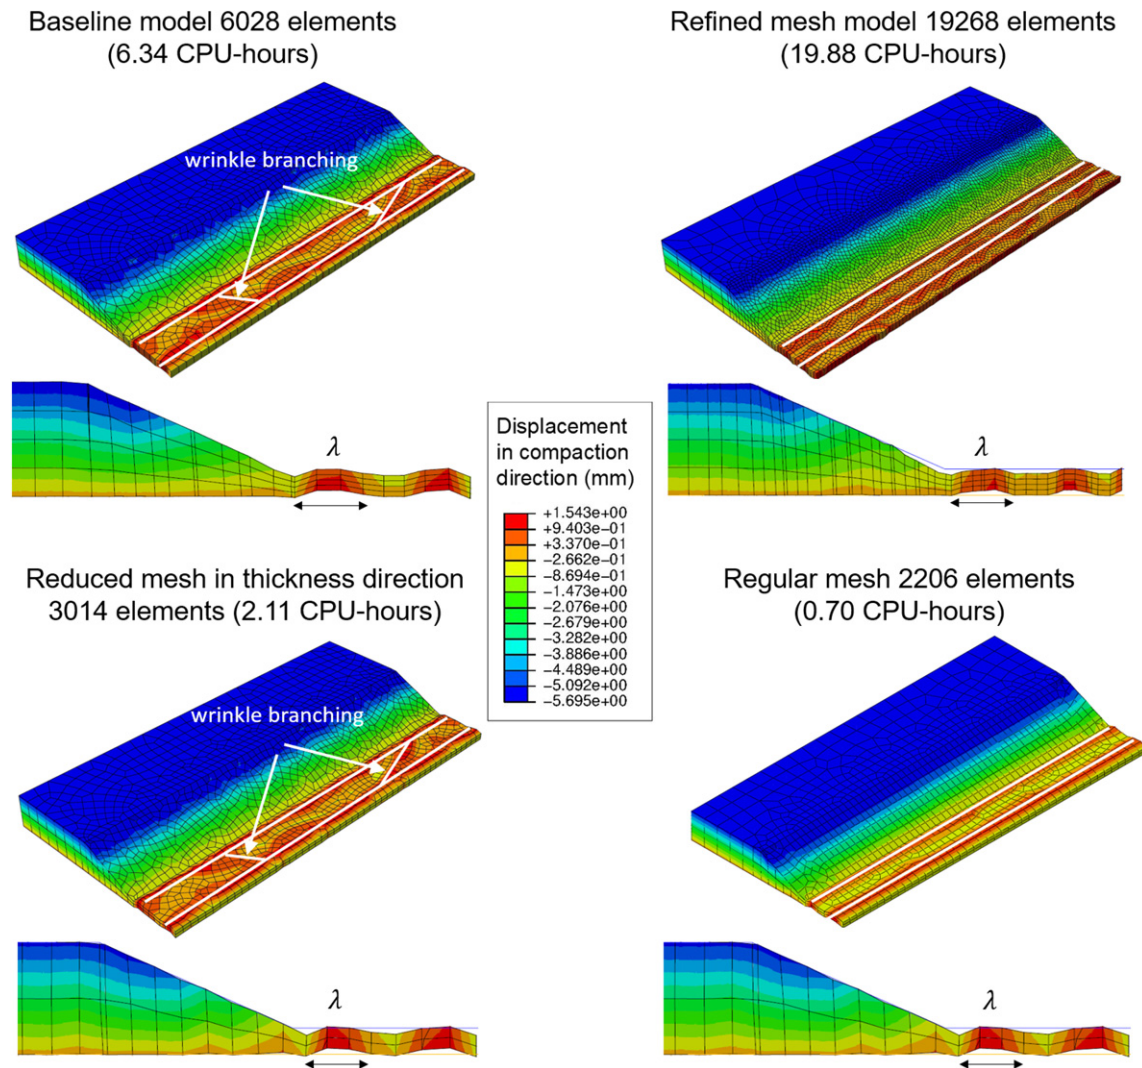 Baseline model 6028 elements
(6.34 CPU-hours)
Refined mesh model 19268 elements
(19.88 CPU-hours)
wrinkle branching
λ
λ
Displacement
in compaction
direction (mm)
+1.543e+00
+9.403e−01
+3.370e−01
−2.662e−01
−8.694e−01
−1.473e+00
−2.076e+00
−2.679e+00
−3.282e+00
−3.886e+00
−4.489e+00
−5.092e+00
−5.695e+00
Reduced mesh in thickness direction
3014 elements (2.11 CPU-hours)
Regular mesh 2206 elements
(0.70 CPU-hours)
wrinkle branching
λ
λ